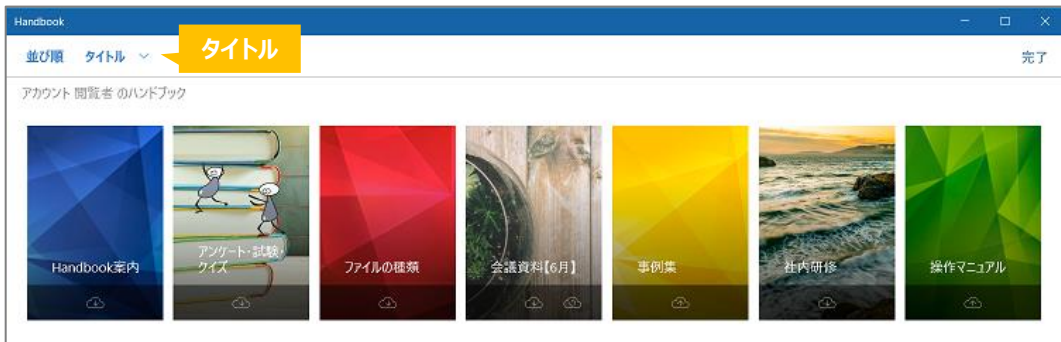 Handbook
並び順 タイトル
タイトル
完了
アカウント 閲覧者 のハンドブック
Handbook案内
アンケート・試験・
クイズ
ファイルの種類
会議資料【6月】
事例集
社内研修
操作マニュアル